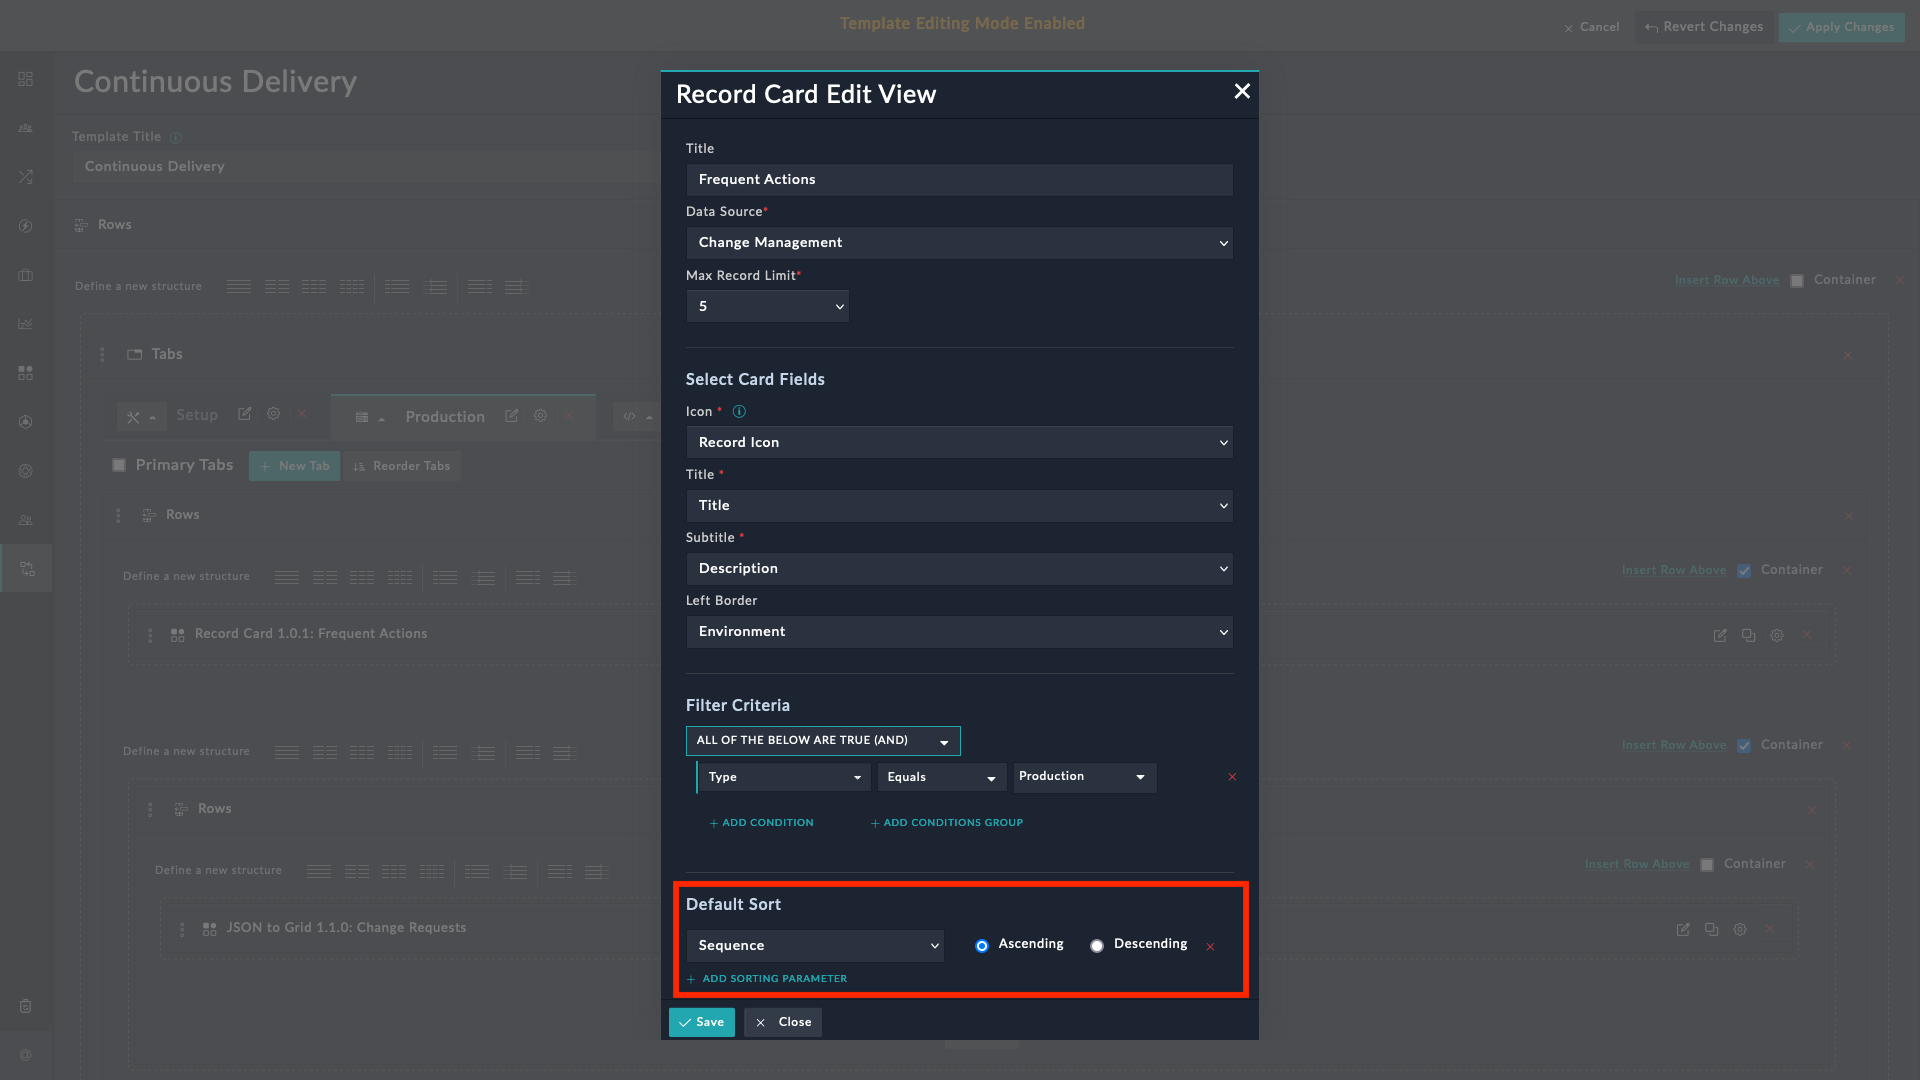 Template Editing Mode Enabled
Cancel
Revert Changes
Apply Changes
Continuous Delivery
Template Title
Continuous Delivery
Rows
Define a new structure
Insert Row Above
Container
Tabs
Setup
Production
Primary Tabs
New Tab
Reorder Tabs
Rows
Define a new structure
Insert Row Above
Container
Record Card 1.0.1: Frequent Actions
Define a new structure
Insert Row Above
Container
Rows
Define a new structure
Insert Row Above
Container
JSON to Grid 1.1.0: Change Requests
Record Card Edit View
Title
Frequent Actions
Data Source*
Change Management
Max Record Limit*
5
Select Card Fields
Icon *
Record Icon
Title *
Title
Subtitle *
Description
Left Border
Environment
Filter Criteria
ALL OF THE BELOW ARE TRUE (AND)
Type
Equals
Production
+ ADD CONDITION
+ ADD CONDITIONS GROUP
Default Sort
Sequence
Ascending
Descending
+ ADD SORTING PARAMETER
Save
Close